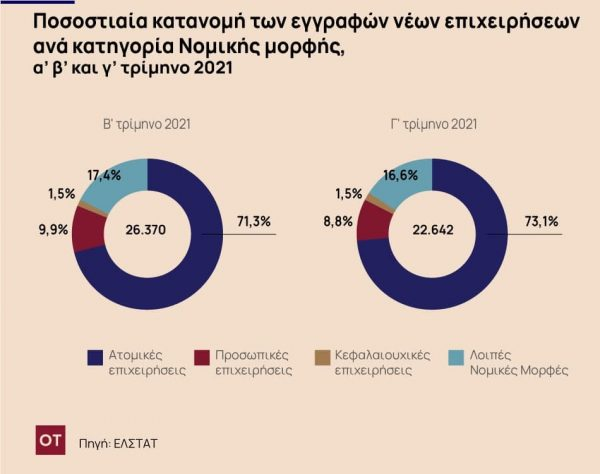 Ποσοστιαία κατανομή των εγγραφών νέων επιχειρήσεων
ανά κατηγορία Νομικής μορφής,
α' β' και γ' τρίμηνο 2021
Β' τρίμηνο 2021
17,4%
1,5%
9,9%
26.370
71,3%
Γ' τρίμηνο 2021
16,6%
1,5%
8,8%
22.642
73,1%
Ατομικές
επιχειρήσεις
Προσωπικές
επιχειρήσεις
Κεφαλαιουχικές
επιχειρήσεις
Λοιπές
Νομικές Μορφές
ΟΤ
Πηγή: ΕΛΣΤΑΤ